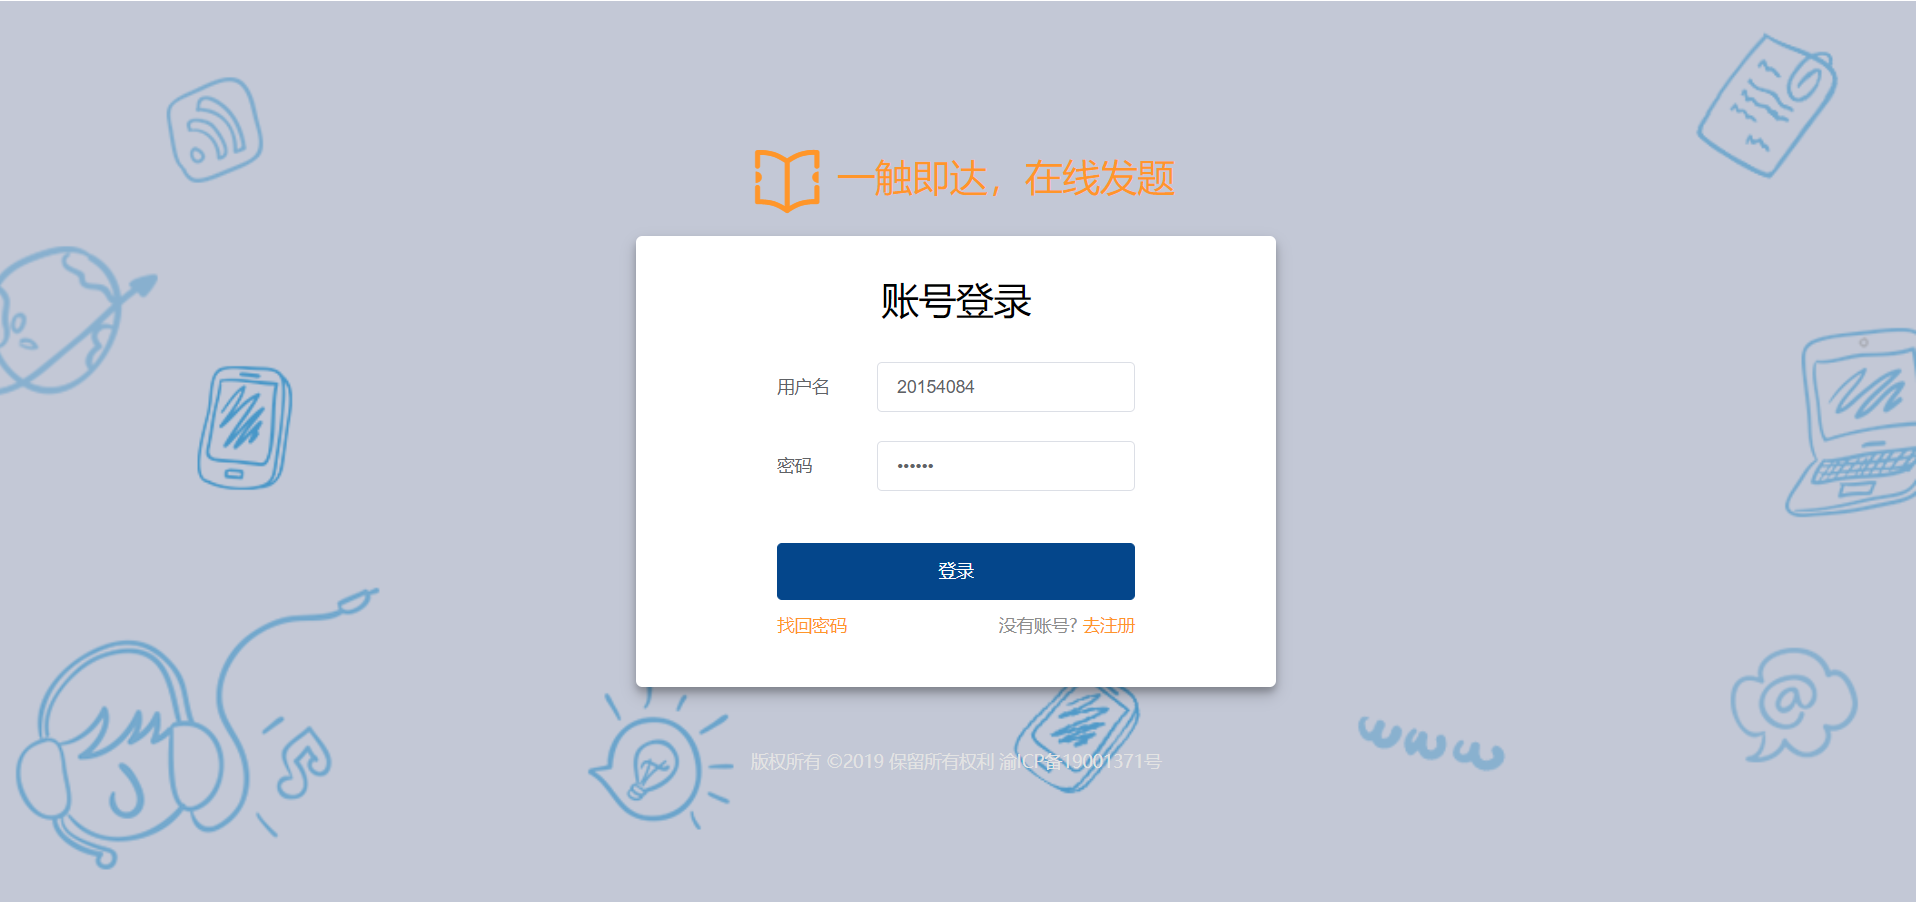 一触即达，在线发题
账号登录
用户名 20154084
密码 ••••••
登录
找回密码 没有账号? 去注册
www
@
版权所有 ©2019 保留所有权利 渝ICP备19001371号